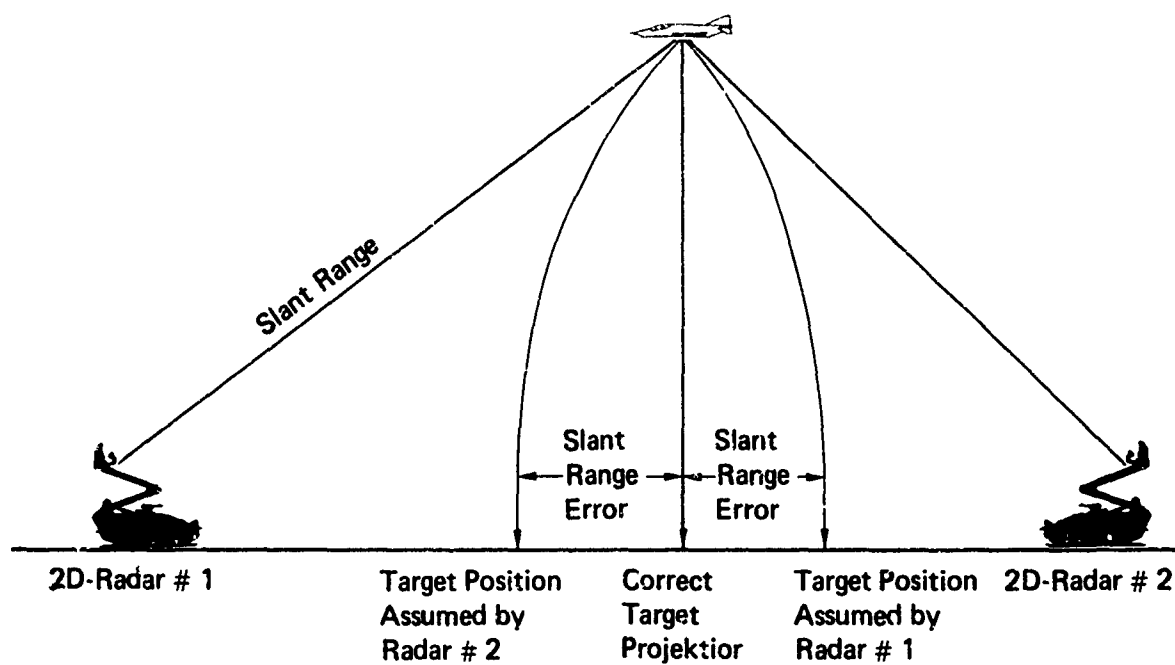 Slant Range
Slant
Range
Error
Slant
Range
Error
2D-Radar # 1
Target Position
Assumed by
Radar # 2
Correct
Target
Projektior
Target Position
Assumed by
Radar # 1
2D-Radar # 2